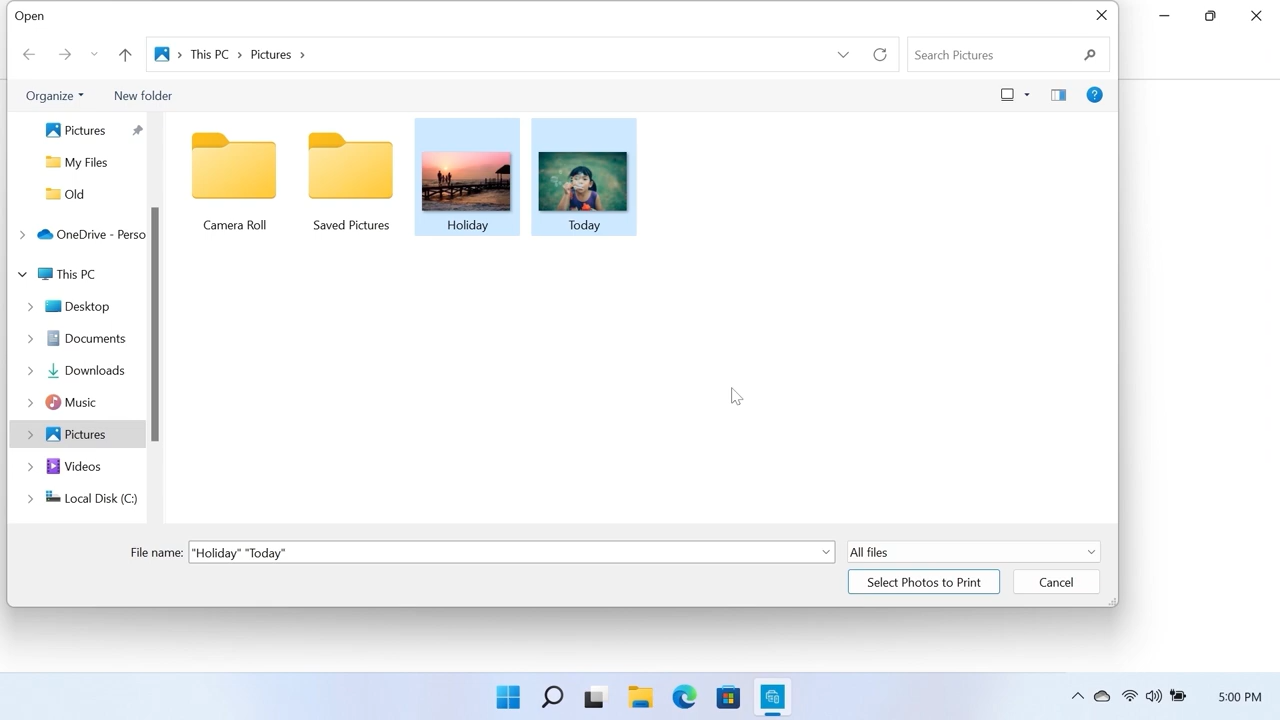 Open
This PC
Pictures
Search Pictures
Organize
New folder
Pictures
My Files
Old
OneDrive - Perso
This PC
Desktop
Documents
Downloads
Music
Pictures
Videos
Local Disk (C:)
Camera Roll
Saved Pictures
Holiday
Today
File name:
"Holiday" "Today"
All files
Select Photos to Print
Cancel
5:00 PM